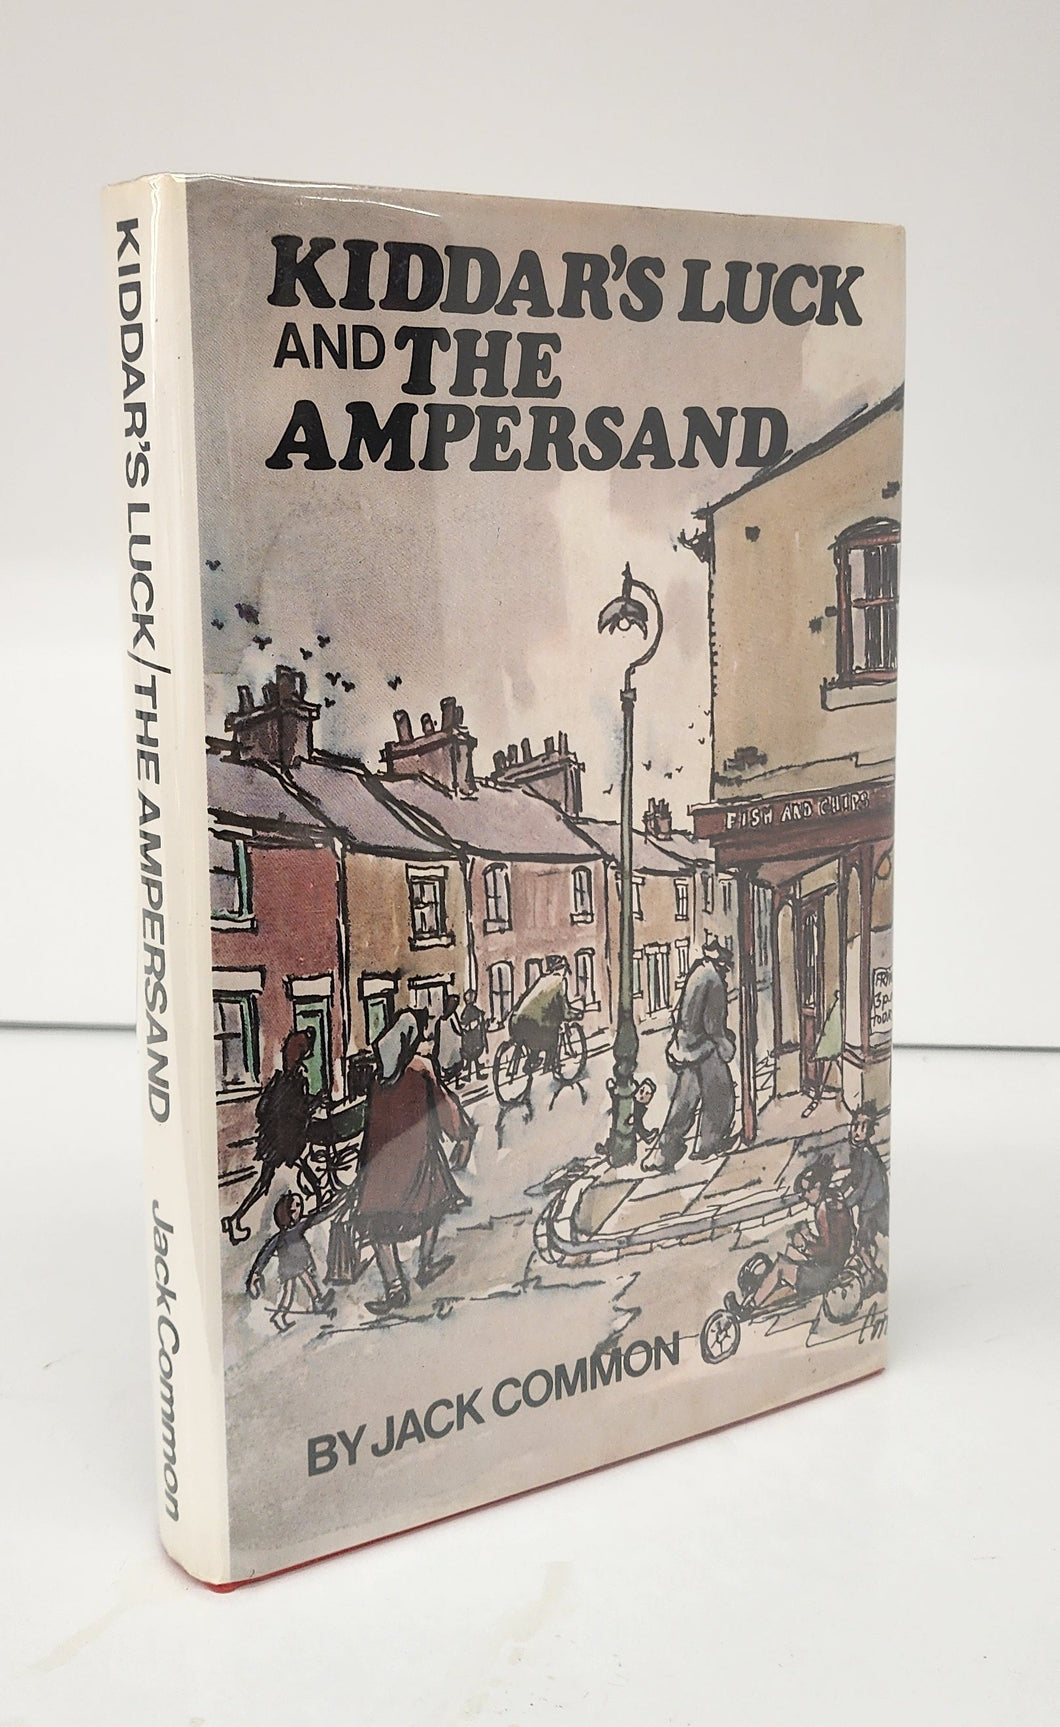 KIDDAR'S LUCK/THE AMPERSAND Jack Common
KIDDAR'S LUCK
AND THE
AMPERSAND
FISH AND CHIPS
BY JACK COMMON